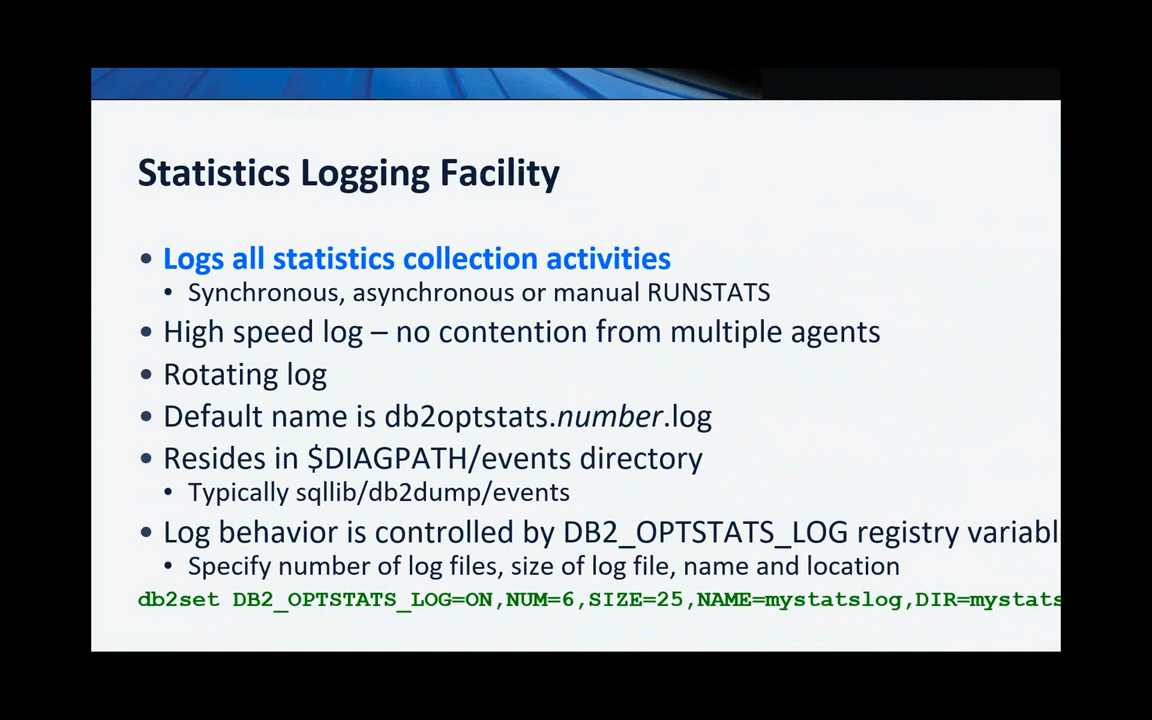 Statistics Logging Facility
• Logs all statistics collection activities
• Synchronous, asynchronous or manual RUNSTATS
• High speed log – no contention from multiple agents
• Rotating log
• Default name is db2optstats.number.log
• Resides in $DIAGPATH/events directory
• Typically sqllib/db2dump/events
• Log behavior is controlled by DB2_OPTSTATS_LOG registry variabl
• Specify number of log files, size of log file, name and location
db2set DB2_OPTSTATS_LOG=ON,NUM=6,SIZE=25,NAME=mystatslog,DIR=mystats